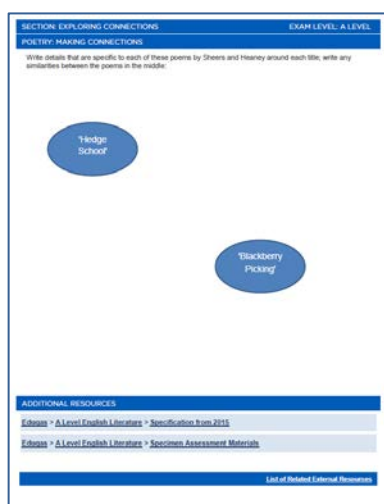 SECTION: EXPLORING CONNECTIONS EXAM LEVEL: A LEVEL
POETRY: MAKING CONNECTIONS
Write details that are specific to each of these poems by Sheers and Heaney around each title; write any
similarities between the poems in the middle:
'Hedge
School'
'Blackberry
Picking'
ADDITIONAL RESOURCES
Eduqas > A Level English Literature > Specification from 2015
Eduqas > A Level English Literature > Specimen Assessment Materials
List of Related External Resources